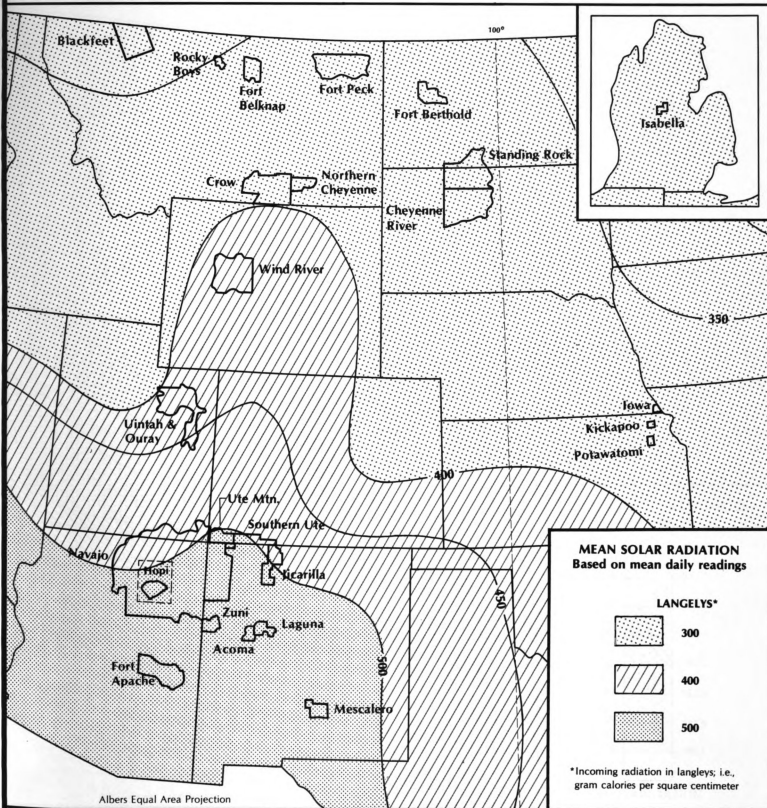 Blackfeet
Rocky
Boys
Fort
Belknap
Fort Peck
100°
Fort Berthold
Isabella
Standing Rock
Crow
Northern
Cheyenne
Cheyenne
River
Wind River
350
Uintah &
Ouray
Iowa
Kickapoo
Potawatomi
400
Ute Mtn.
Southern Ute
Navajo
Hopi
Jicarilla
Zuni
Laguna
Acoma
450
500
Fort
Apache
Mescalero
MEAN SOLAR RADIATION
Based on mean daily readings
LANGELYS*
300
400
500
*Incoming radiation in langleys; i.e.,
gram calories per square centimeter
Albers Equal Area Projection